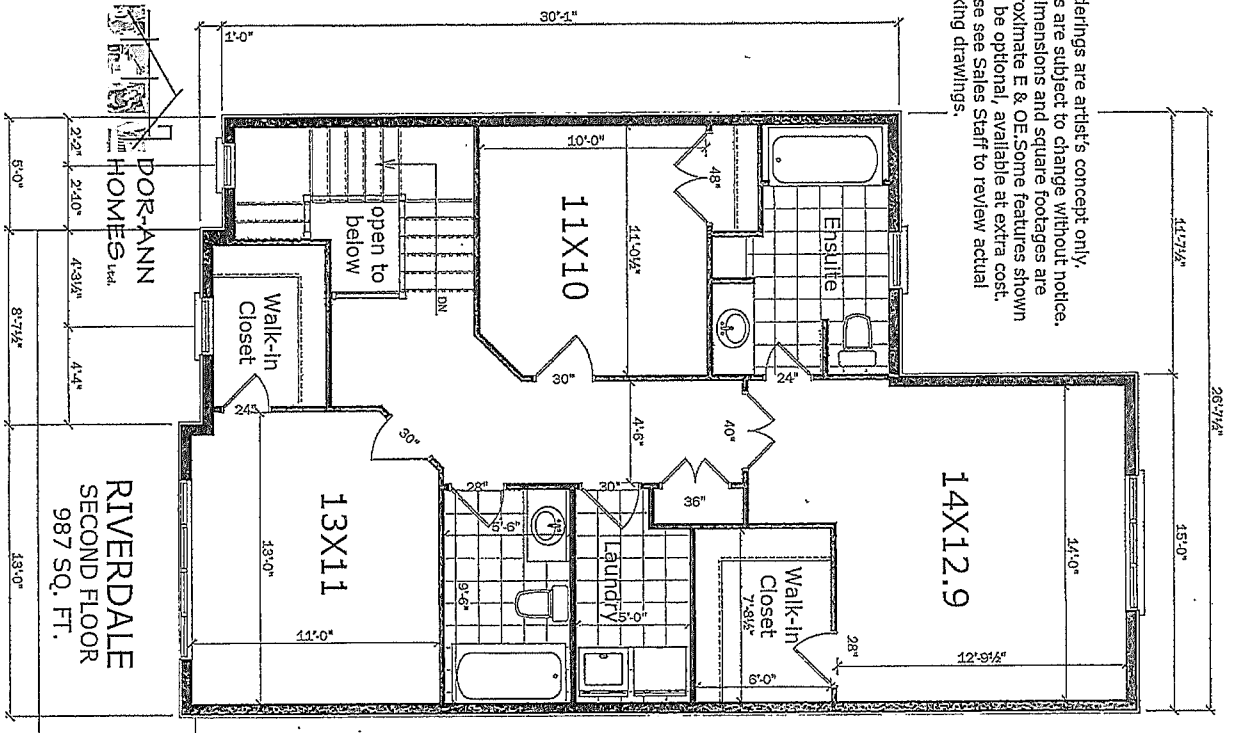 derings are artist's concept only.
s are subject to change without notice.
imensions and square footages are
roximate E & OE.Some features shown
be optional, available at extra cost.
se see Sales Staff to review actual
king drawings.
30'-1"
1'-0"
11'-7½"
26'-7½"
15'-0"
Ensuite
48"
10'-0"
11X10
11'-0½"
24"
30"
open to
below
DN
Walk-in
Closet
24"
30"
4'-6"
40"
36"
14X12.9
14'-0"
12'-9½"
Walk-in
Closet
7'-8½"
28"
6'-0"
30"
Laundry
5'-0"
28"
5'-6"
9'-6"
13X11
13'-0"
11'-0"
2'-2"
2'-10"
4'-3½"
4'-4"
5'-0"
8'-7½"
13'-0"
DOR-ANN
HOMES Ltd.
RIVERDALE
SECOND FLOOR
987 SQ. FT.